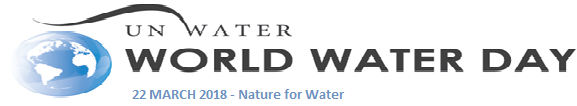 UN WATER
WORLD WATER DAY
22 MARCH 2018 - Nature for Water